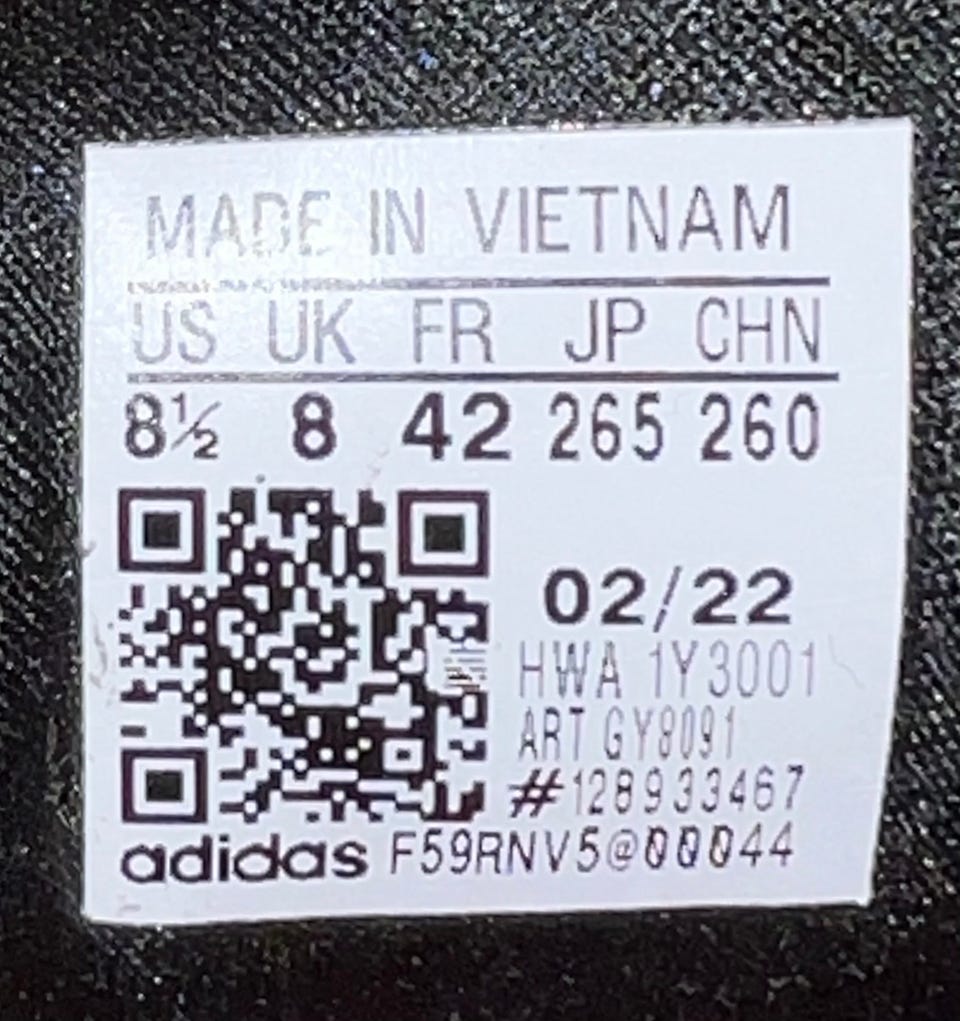 MADE IN VIETNAM
US UK FR JP CHN
8½ 8 42 265 260
02/22
HWA 1Y3001
ART GY8091
#128933467
adidas F59RNV5@00044